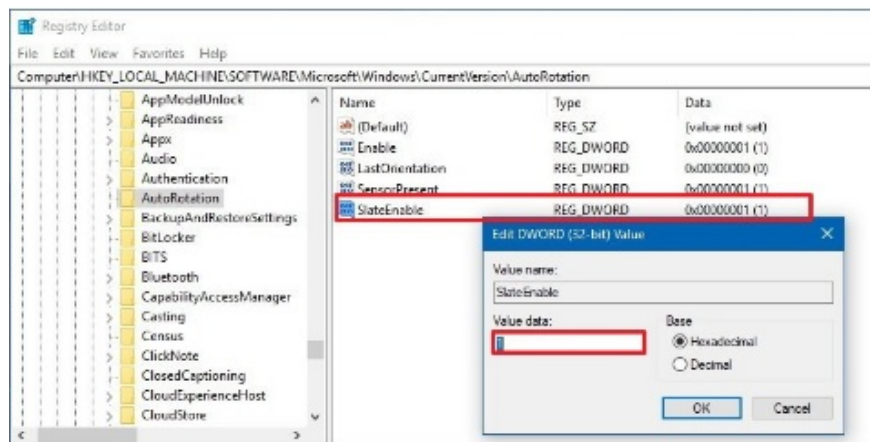 Registry Editor
File Edit View Favorites Help
Computer\HKEY_LOCAL_MACHINE\SOFTWARE\Microsoft\Windows\CurrentVersion\AutoRotation
AppModelUnlock
AppReadiness
Appx
Audio
Authentication
AutoRotation
BackupAndRestoreSettings
BitLocker
BITS
Bluetooth
CapabilityAccessManager
Casting
Census
ClickNote
ClosedCaptioning
CloudExperienceHost
CloudStore
Name Type Data
(Default) REG_SZ (value not set)
Enable REG_DWORD 0x00000001 (1)
LastOrientation REG_DWORD 0x00000000 (0)
SensorPresent REG_DWORD 0x00000001 (1)
SlateEnable REG_DWORD 0x00000001 (1)
Edit DWORD (32-bit) Value
Value name:
SlateEnable
Value data: Base
1 Hexadecimal
Decimal
OK Cancel